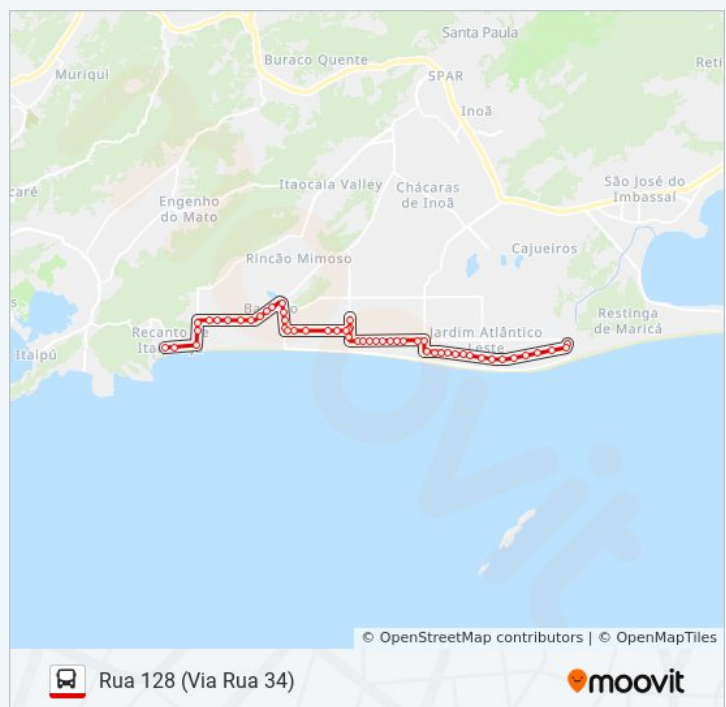 Santa Paula
Buraco Quente
Reti
Muriqui
SPAR
Inoã
Itaocaia Valley
Chácaras
de Inoã
São José do
Imbassaí
caré
Engenho
do Mato
Cajueiros
Rincão Mimoso
Restinga
de Maricá
Recanto de
Jardim Atlântico
Leste
Itaipú
s
© OpenStreetMap contributors | © OpenMapTiles
Rua 128 (Via Rua 34)
moovit